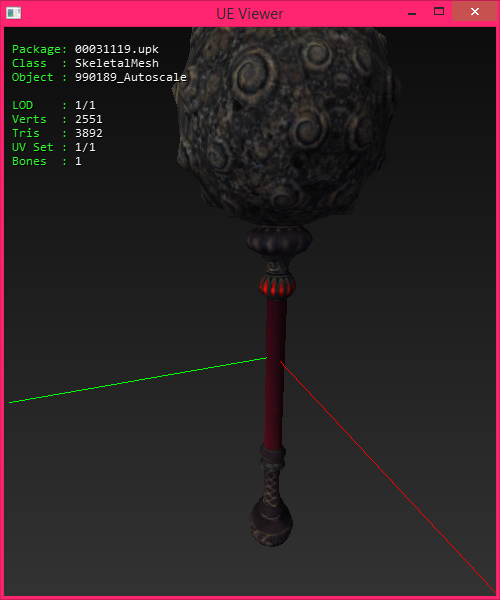 UE Viewer
Package: 00031119.upk
Class : SkeletalMesh
Object : 990189_Autoscale
LOD : 1/1
Verts : 2551
Tris : 3892
UV Set : 1/1
Bones : 1